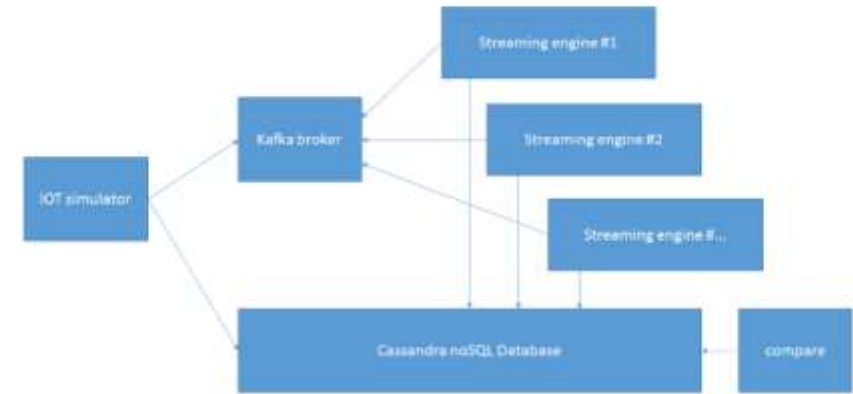 Streaming engine #1
Kafka broker
Streaming engine #2
IOT simulator
Streaming engine #...
Cassandra noSQL Database
compare